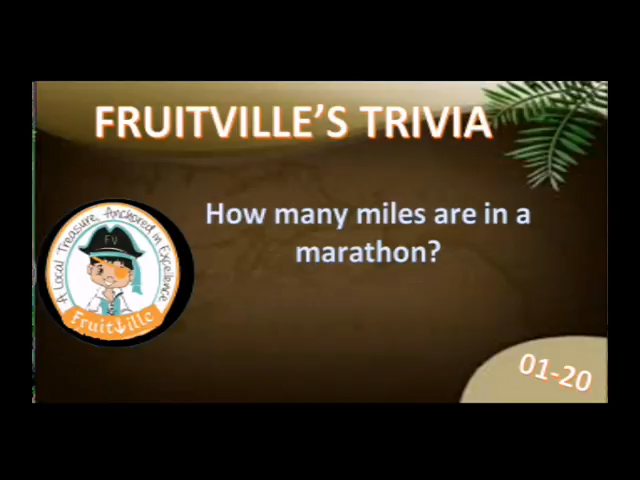 FRUITVILLE'S TRIVIA
How many miles are in a
marathon?
A Local Treasure, Anchored in Excellence
FV
Fruitville
01-20